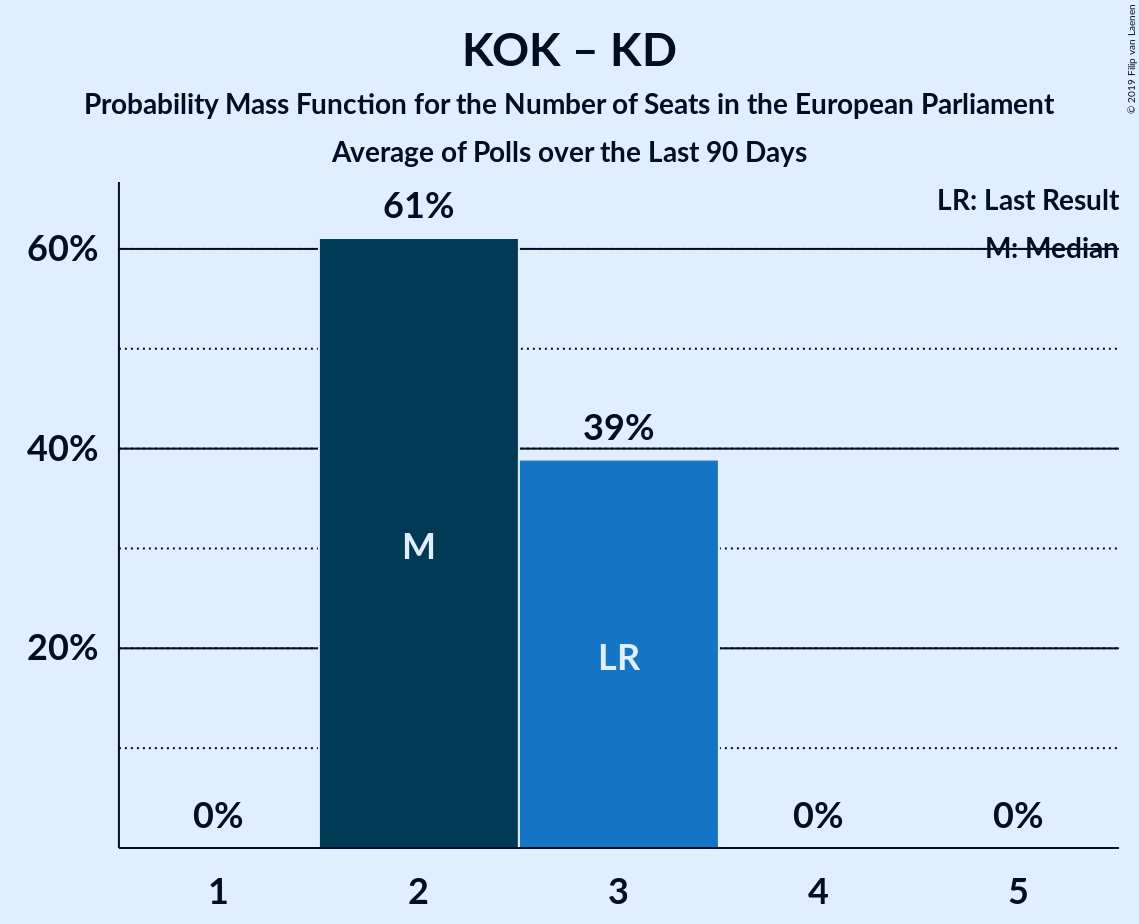 KOK – KD
Probability Mass Function for the Number of Seats in the European Parliament
Average of Polls over the Last 90 Days
© 2019 Filip van Laenen
LR: Last Result
M: Median
61%
60%
39%
40%
M
LR
20%
0%
0%
0%
1
2
3
4
5